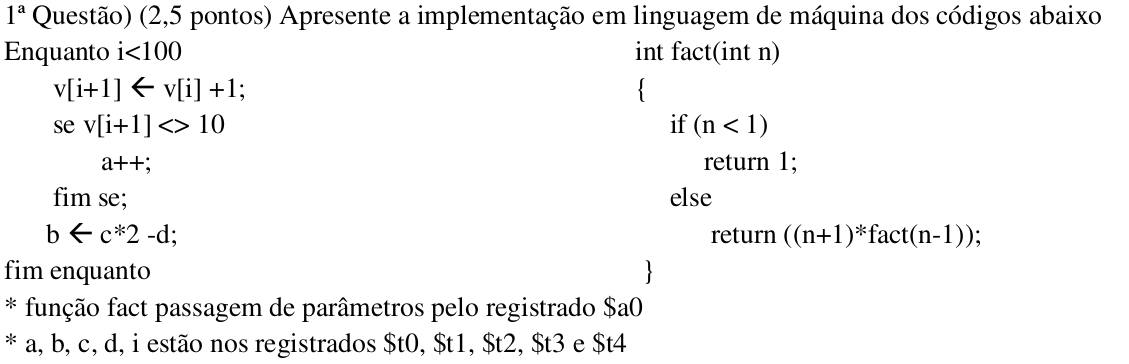 1ª Questão) (2,5 pontos) Apresente a implementação em linguagem de máquina dos códigos abaixo
Enquanto i<100
v[i+1] ← v[i] +1;
se v[i+1] <> 10
a++;
fim se;
b ← c*2 -d;
fim enquanto
int fact(int n)
{
if (n < 1)
return 1;
else
return ((n+1)*fact(n-1));
}
* função fact passagem de parâmetros pelo registrado $a0
* a, b, c, d, i estão nos registrados $t0, $t1, $t2, $t3 e $t4